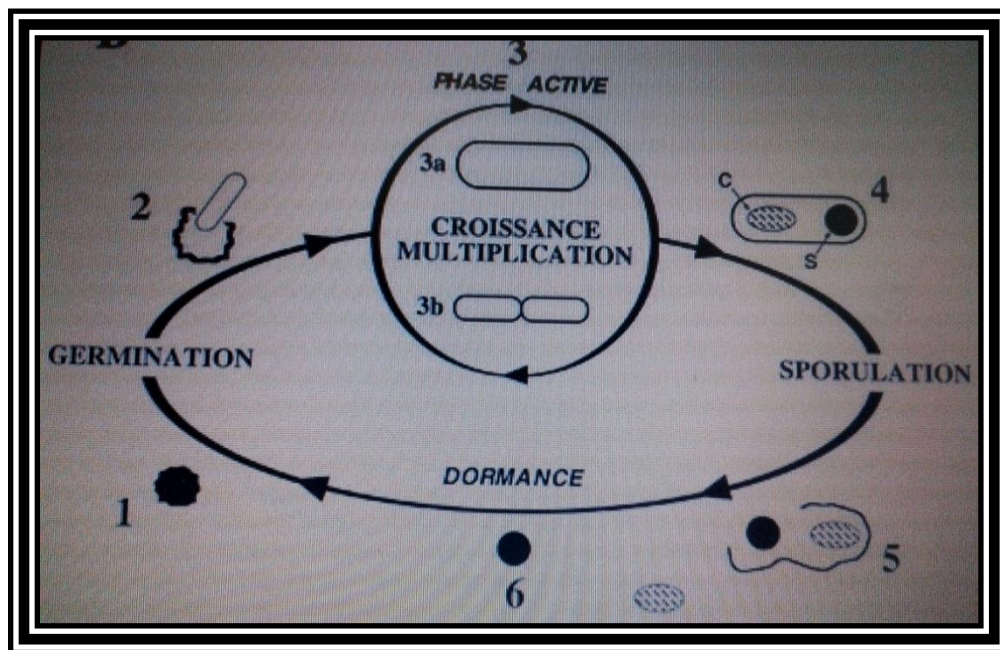 3
PHASE ACTIVE
3a
C
4
2
CROISSANCE
MULTIPLICATION
S
3b
GERMINATION
SPORULATION
DORMANCE
1
5
6